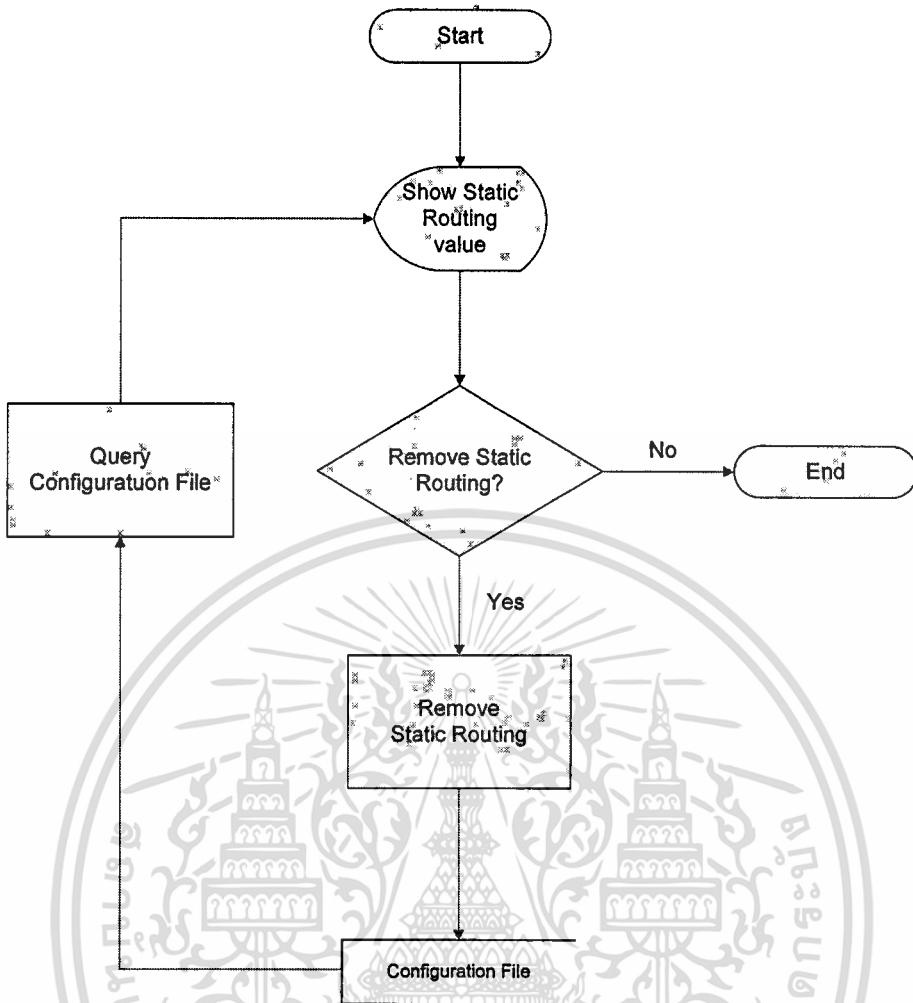 Start
Show Static
Routing
value
Query
Configuratuon File
Remove Static
Routing?
No
End
Yes
Remove
Static Routing
Configuration File